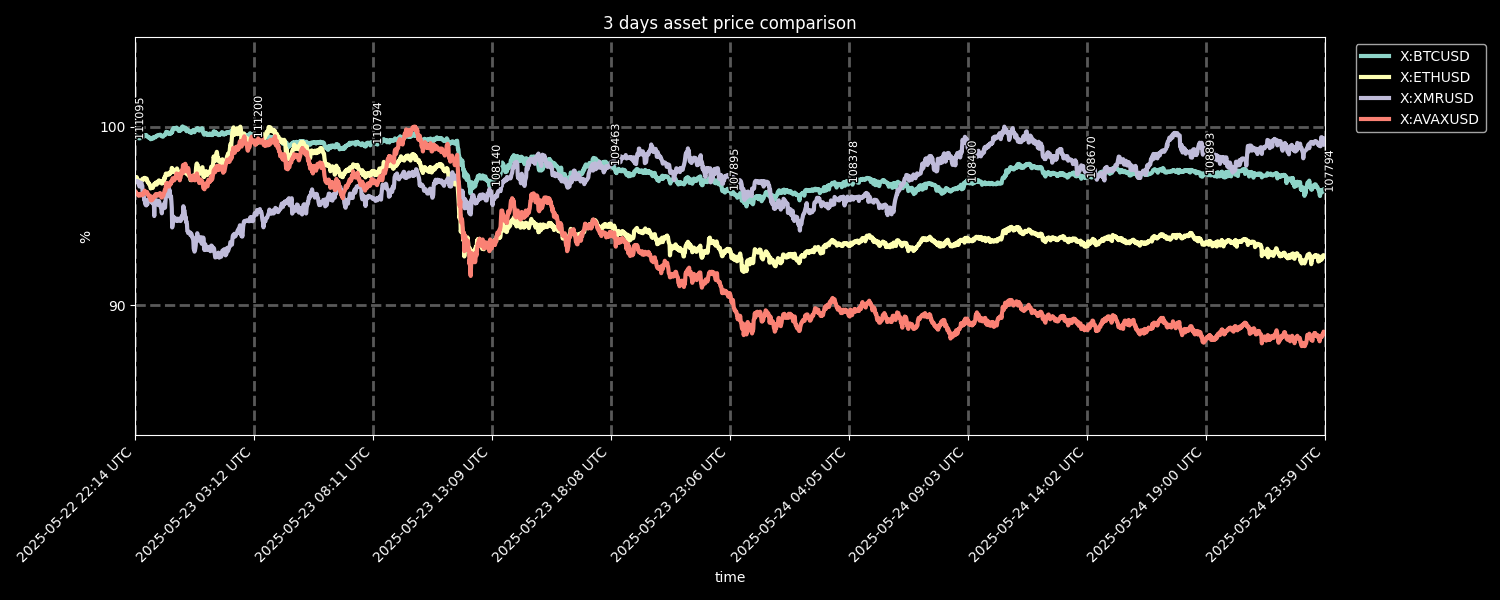 3 days asset price comparison
X:BTCUSD
X:ETHUSD
X:XMRUSD
X:AVAXUSD
100
90
%
111095
111200
110794
108140
109463
107895
108378
108400
108670
108893
107794
2025-05-22 22:14 UTC
2025-05-23 03:12 UTC
2025-05-23 08:11 UTC
2025-05-23 13:09 UTC
2025-05-23 18:08 UTC
2025-05-23 23:06 UTC
2025-05-24 04:05 UTC
2025-05-24 09:03 UTC
2025-05-24 14:02 UTC
2025-05-24 19:00 UTC
2025-05-24 23:59 UTC
time